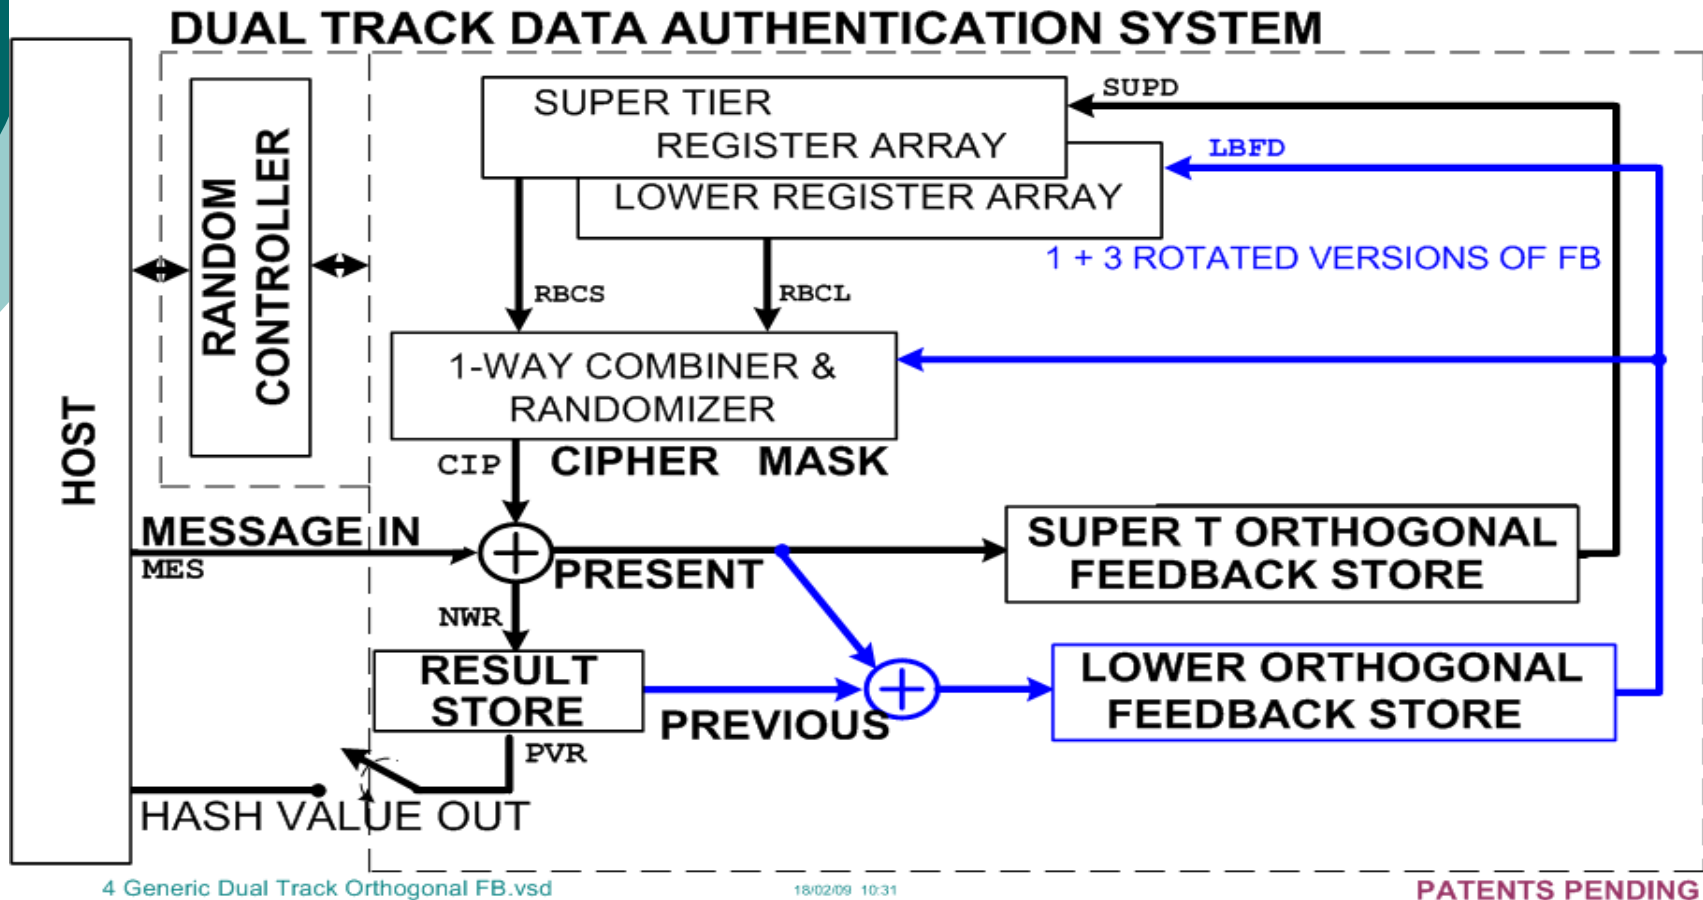 DUAL TRACK DATA AUTHENTICATION SYSTEM
HOST
RANDOM
CONTROLLER
SUPER TIER
REGISTER ARRAY
LOWER REGISTER ARRAY
SUPD
LBFD
1 + 3 ROTATED VERSIONS OF FB
RBCS
RBCL
1-WAY COMBINER &
RANDOMIZER
CIP
CIPHER MASK
MESSAGE IN
MES
PRESENT
SUPER T ORTHOGONAL
FEEDBACK STORE
NWR
RESULT
STORE
PREVIOUS
LOWER ORTHOGONAL
FEEDBACK STORE
PVR
HASH VALUE OUT
4 Generic Dual Track Orthogonal FB.vsd
18/02/09 10:31
PATENTS PENDING